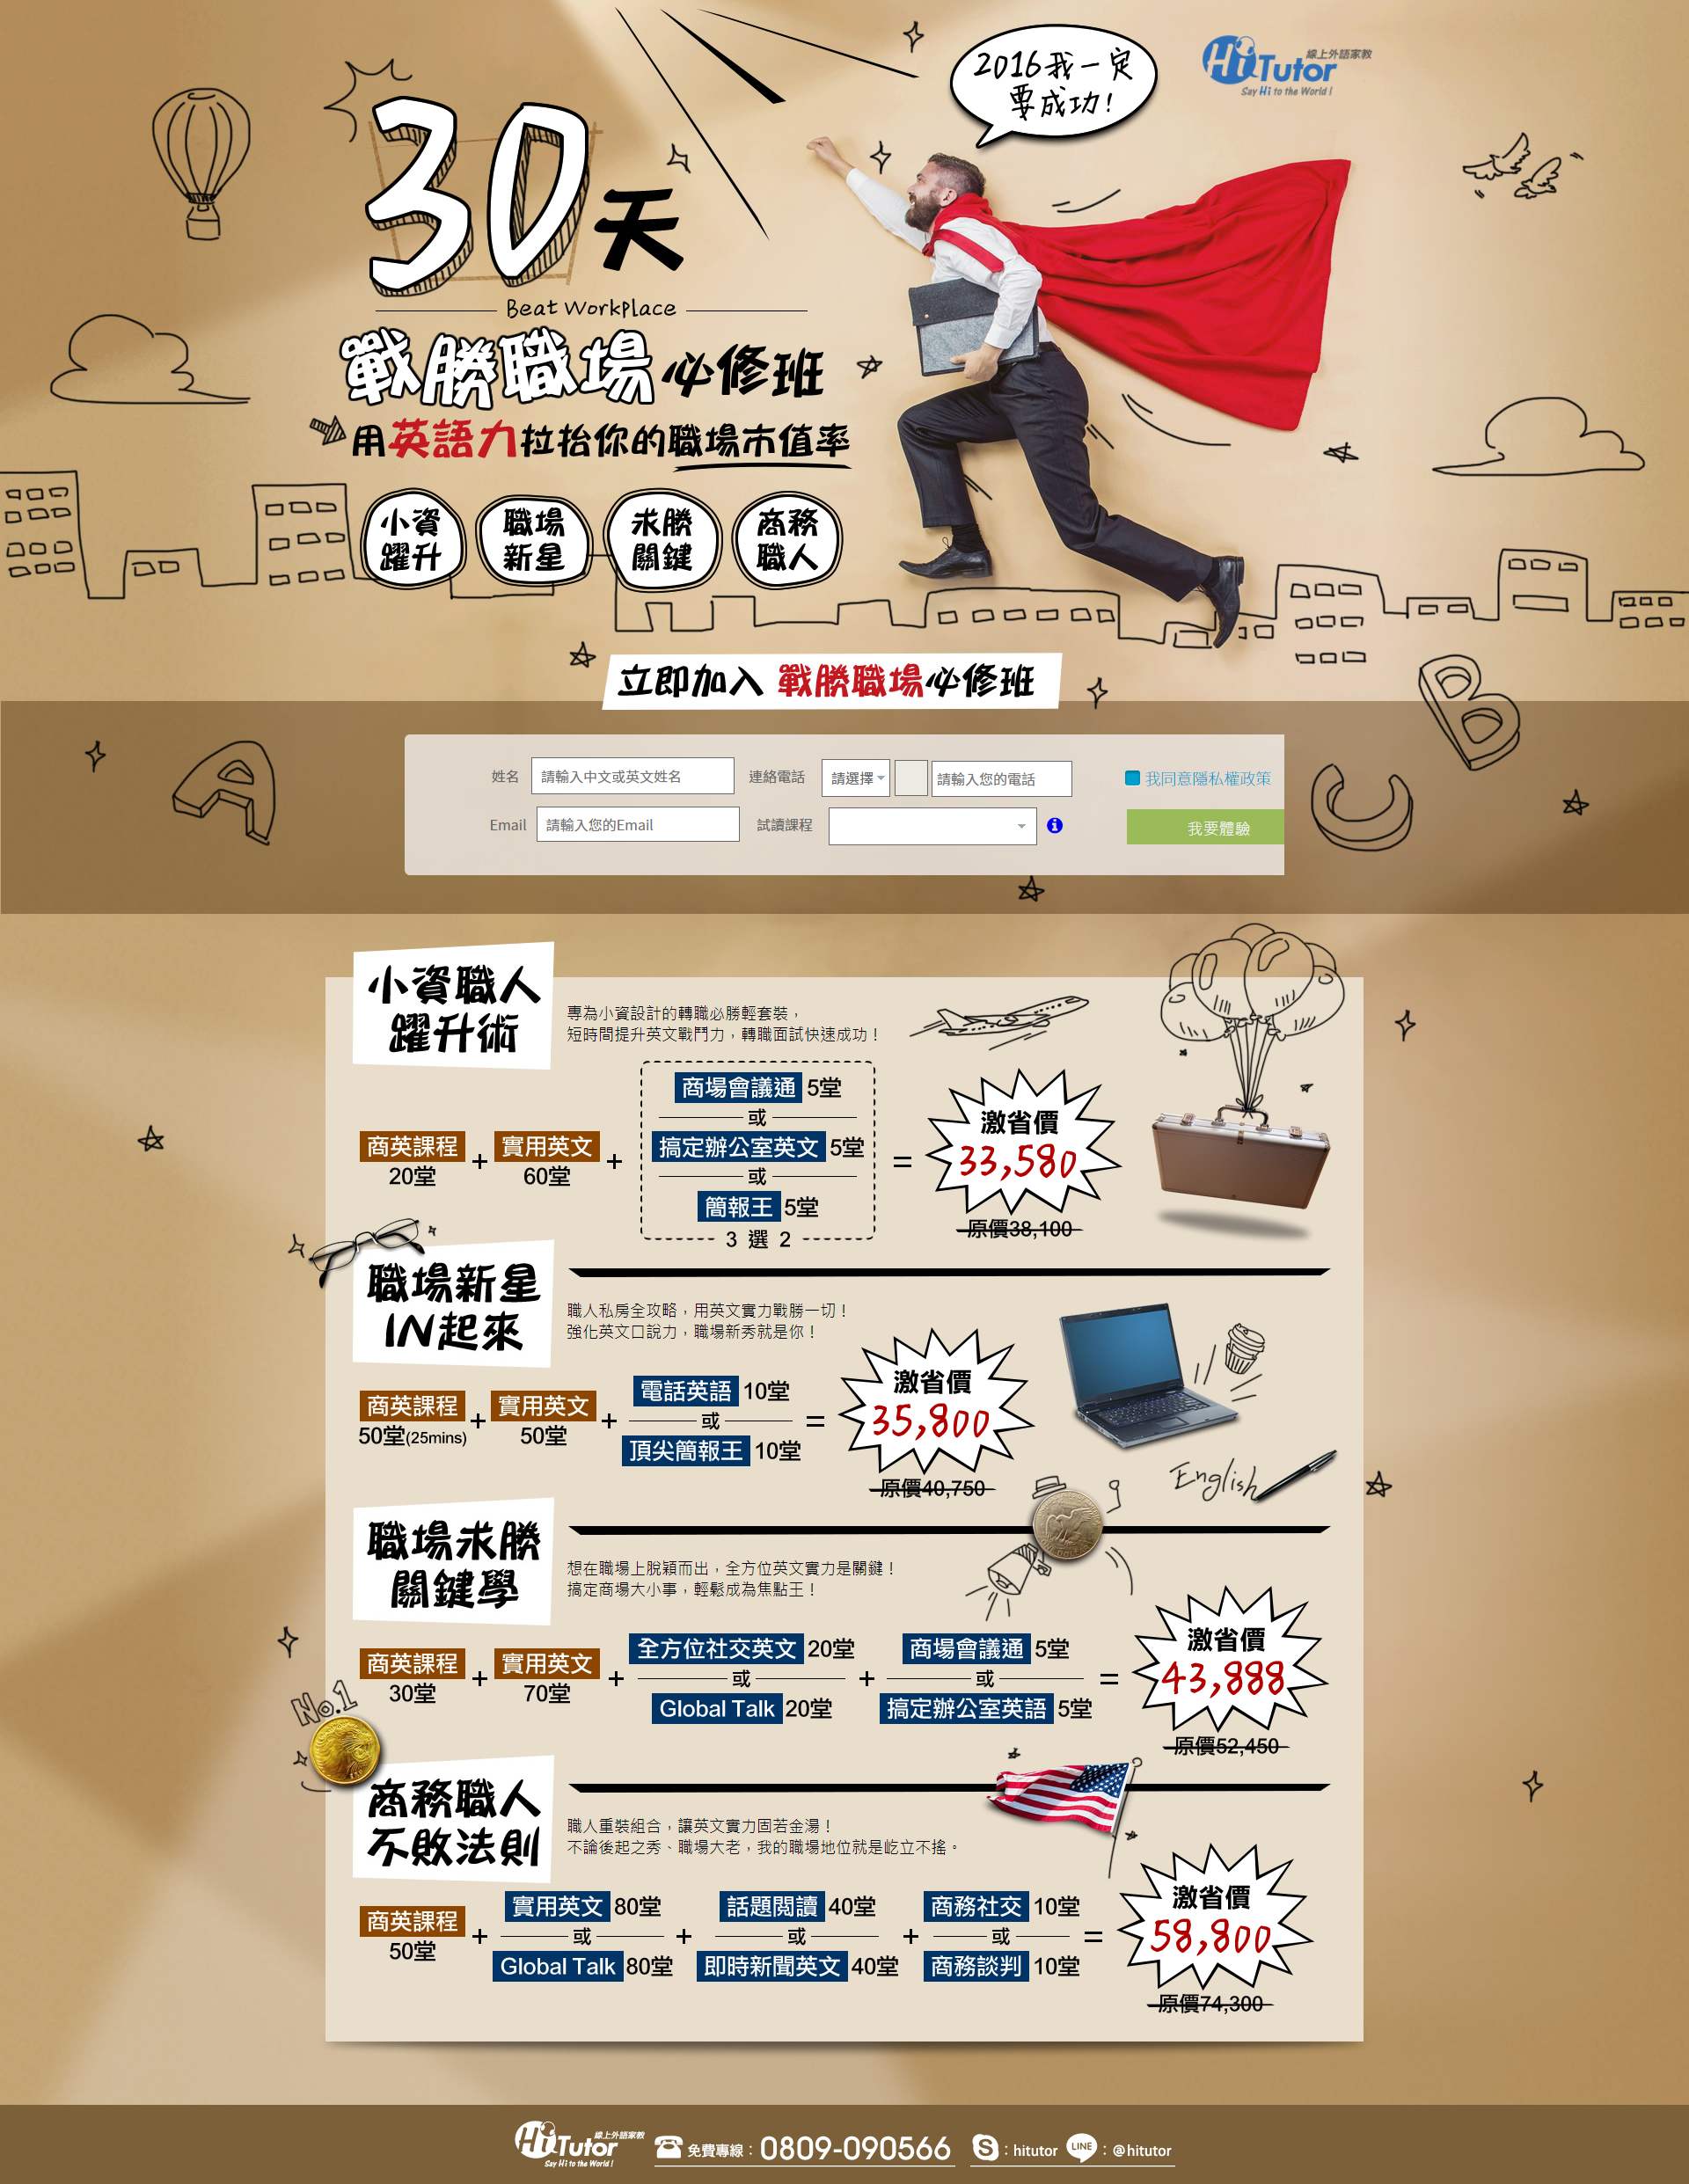 2016我一定
要成功!
線上外語家教
HiTutor
Say Hi to the World !
30天
Beat Workplace
戰勝職場必修班
用英語力拉抬你的職場市值率
小資
躍升
職場
新星
求勝
關鍵
商務
職人
立即加入 戰勝職場必修班
姓名 請輸入中文或英文姓名 連絡電話 請選擇 請輸入您的電話 我同意隱私權政策
Email 請輸入您的Email 試讀課程 我要體驗
A
B
C
小資職人
躍升術
專為小資設計的轉職必勝輕套裝，
短時間提升英文戰鬥力，轉職面試快速成功！
商英課程
20堂
+
實用英文
60堂
+
商場會議通 5堂
或
搞定辦公室英文 5堂
或
簡報王 5堂
3 選 2
=
激省價
33,580
原價38,100
職場新星
IN起來
職人私房全攻略，用英文實力戰勝一切！
強化英文口說力，職場新秀就是你！
商英課程
50堂(25mins)
+
實用英文
50堂
+
電話英語 10堂
或
頂尖簡報王 10堂
=
激省價
35,800
原價40,750
English
職場求勝
關鍵學
想在職場上脫穎而出，全方位英文實力是關鍵！
搞定商場大小事，輕鬆成為焦點王！
商英課程
30堂
+
實用英文
70堂
+
全方位社交英文 20堂
或
Global Talk 20堂
+
商場會議通 5堂
或
搞定辦公室英語 5堂
=
激省價
43,888
原價52,450
No.1
商務職人
不敗法則
職人重裝組合，讓英文實力固若金湯！
不論後起之秀、職場大老，我的職場地位就是屹立不搖。
商英課程
50堂
+
實用英文 80堂
或
Global Talk 80堂
+
話題閱讀 40堂
或
即時新聞英文 40堂
+
商務社交 10堂
或
商務談判 10堂
=
激省價
58,800
原價74,300
線上外語家教
HiTutor
Say Hi to the World !
免費專線：0809-090566
S：hitutor
LINE：@hitutor